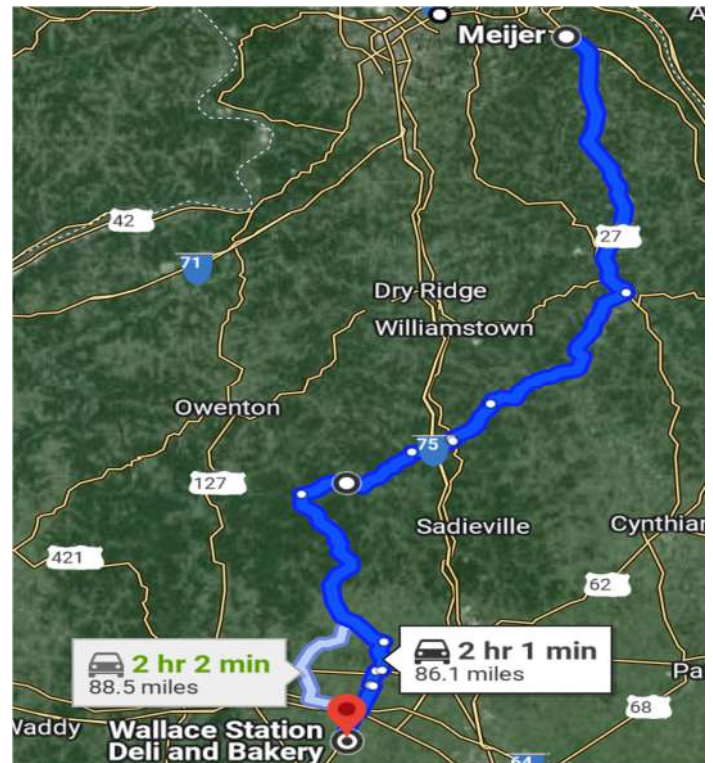 Meijer
42
27
71
Dry Ridge
Williamstown
Owenton
75
127
Sadieville
Cynthian
421
62
2 hr 2 min
88.5 miles
2 hr 1 min
86.1 miles
Pa
68
Waddy
Wallace Station
Deli and Bakery
64